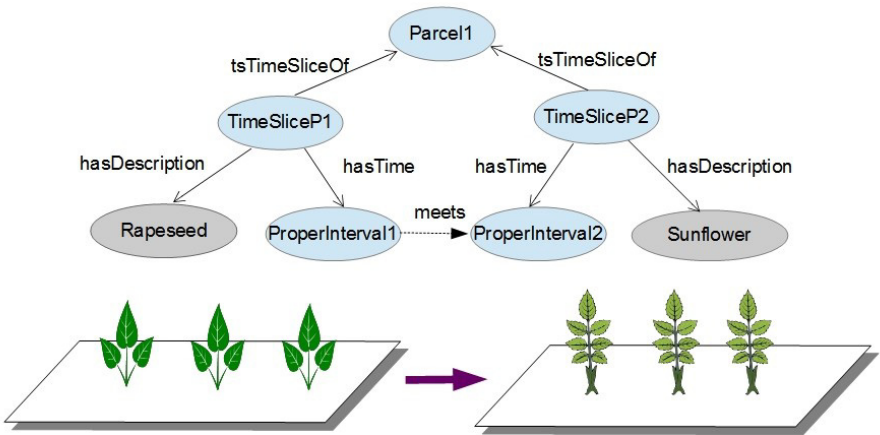 Parcel1
tsTimeSliceOf
tsTimeSliceOf
TimeSliceP1
TimeSliceP2
hasDescription
hasTime
hasTime
hasDescription
meets
Rapeseed
ProperInterval1
ProperInterval2
Sunflower